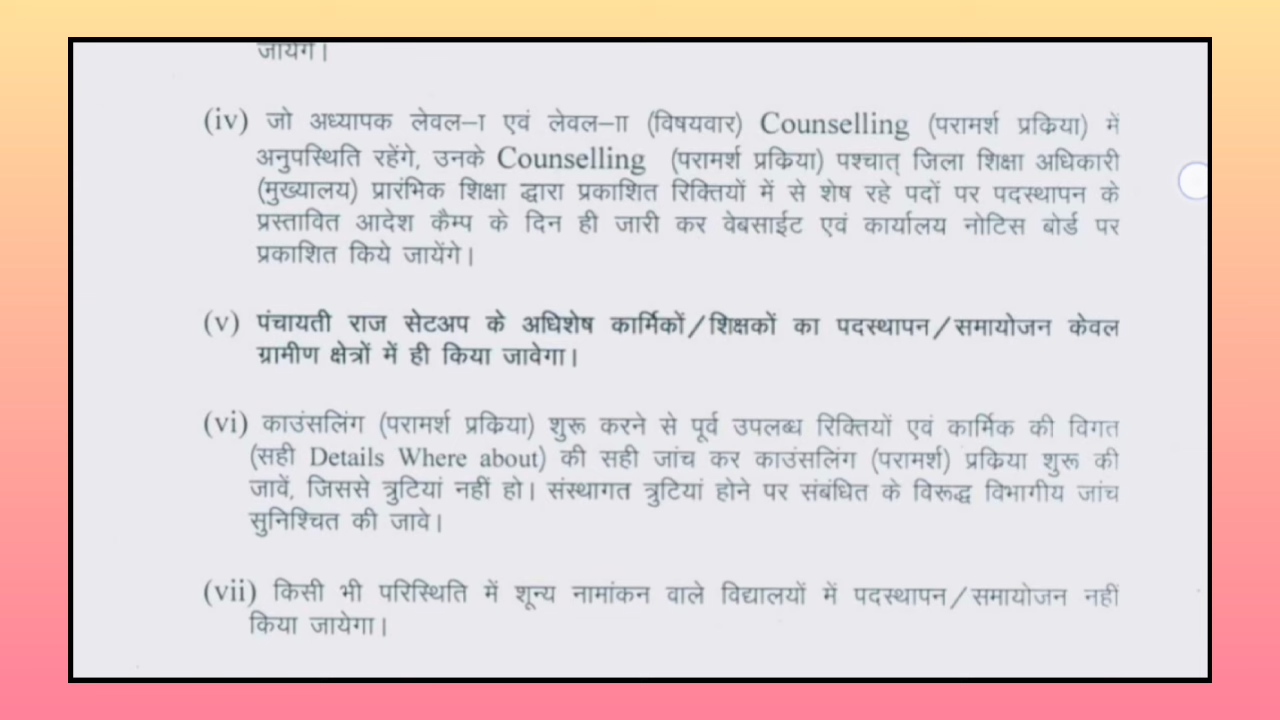 जायेंगे।
(iv) जो अध्यापक लेवल–I एवं लेवल–II (विषयवार) Counselling (परामर्श प्रकिया) में
अनुपस्थिति रहेंगे, उनके Counselling (परामर्श प्रकिया) पश्चात् जिला शिक्षा अधिकारी
(मुख्यालय) प्रारंभिक शिक्षा द्वारा प्रकाशित रिक्तियों में से शेष रहे पदों पर पदस्थापन के
प्रस्तावित आदेश कैम्प के दिन ही जारी कर वेबसाईट एवं कार्यालय नोटिस बोर्ड पर
प्रकाशित किये जायेंगे।
(v) पंचायती राज सेटअप के अधिशेष कार्मिकों/शिक्षकों का पदस्थापन/समायोजन केवल
ग्रामीण क्षेत्रों में ही किया जावेगा।
(vi) काउंसलिंग (परामर्श प्रकिया) शुरू करने से पूर्व उपलब्ध रिक्तियों एवं कार्मिक की विगत
(सही Details Where about) की सही जांच कर काउंसलिंग (परामर्श) प्रकिया शुरू की
जावें, जिससे त्रुटियां नहीं हो। संस्थागत त्रुटियां होने पर संबंधित के विरूद्ध विभागीय जांच
सुनिश्चित की जावे।
(vii) किसी भी परिस्थिति में शून्य नामांकन वाले विद्यालयों में पदस्थापन/समायोजन नहीं
किया जायेगा।